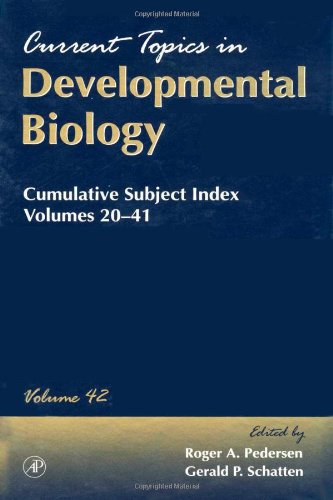 Current Topics in
Developmental
Biology
Cumulative Subject Index
Volumes 20–41
Volume 42
Edited by
Roger A. Pedersen
Gerald P. Schatten
AP